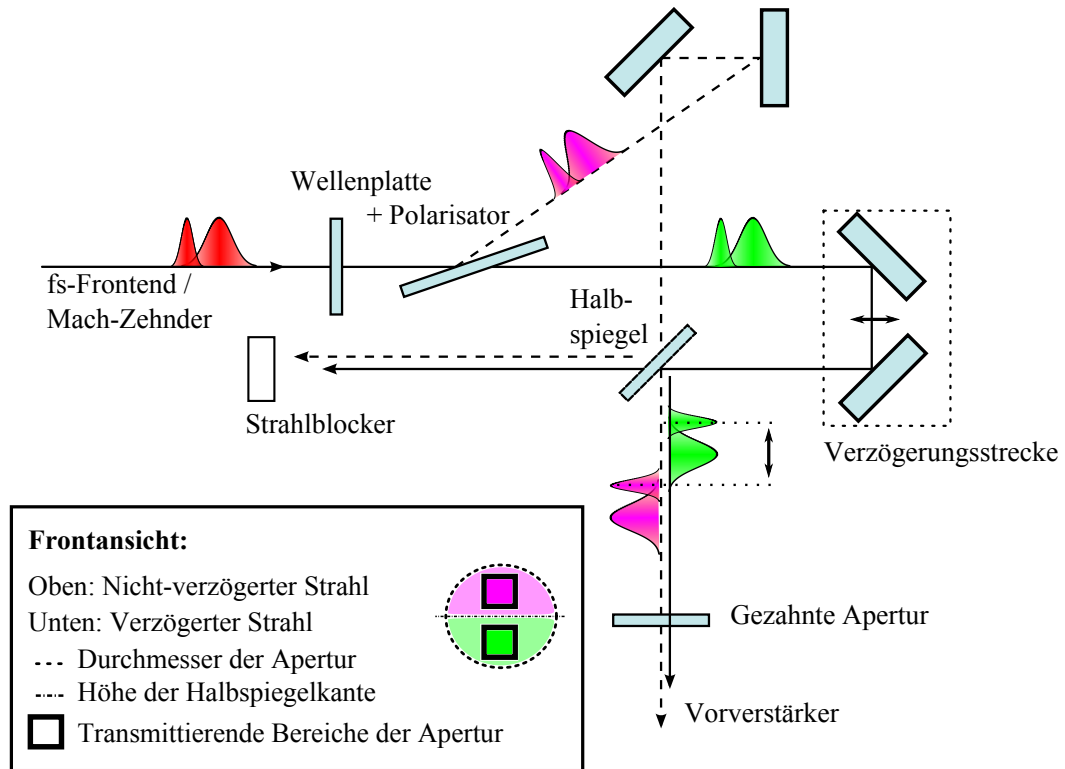 Wellenplatte
+ Polarisator
fs-Frontend /
Mach-Zehnder
Halb-
spiegel
Strahlblocker
Verzögerungsstrecke
Frontansicht:
Oben: Nicht-verzögerter Strahl
Unten: Verzögerter Strahl
Durchmesser der Apertur
Höhe der Halbspiegelkante
Transmittierende Bereiche der Apertur
Gezahnte Apertur
Vorverstärker